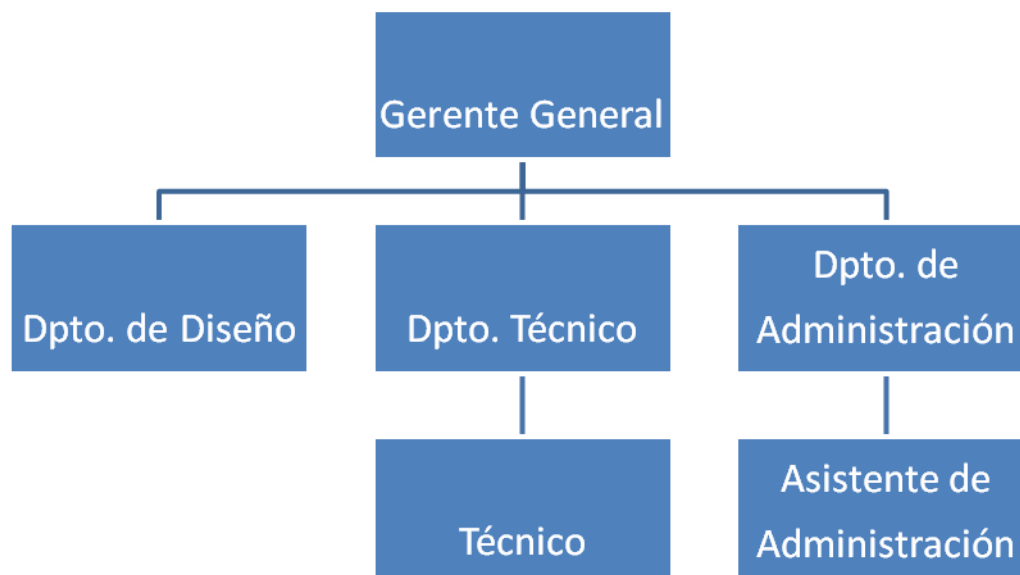 Gerente General
Dpto. de Diseño
Dpto. Técnico
Dpto. de
Administración
Técnico
Asistente de
Administración